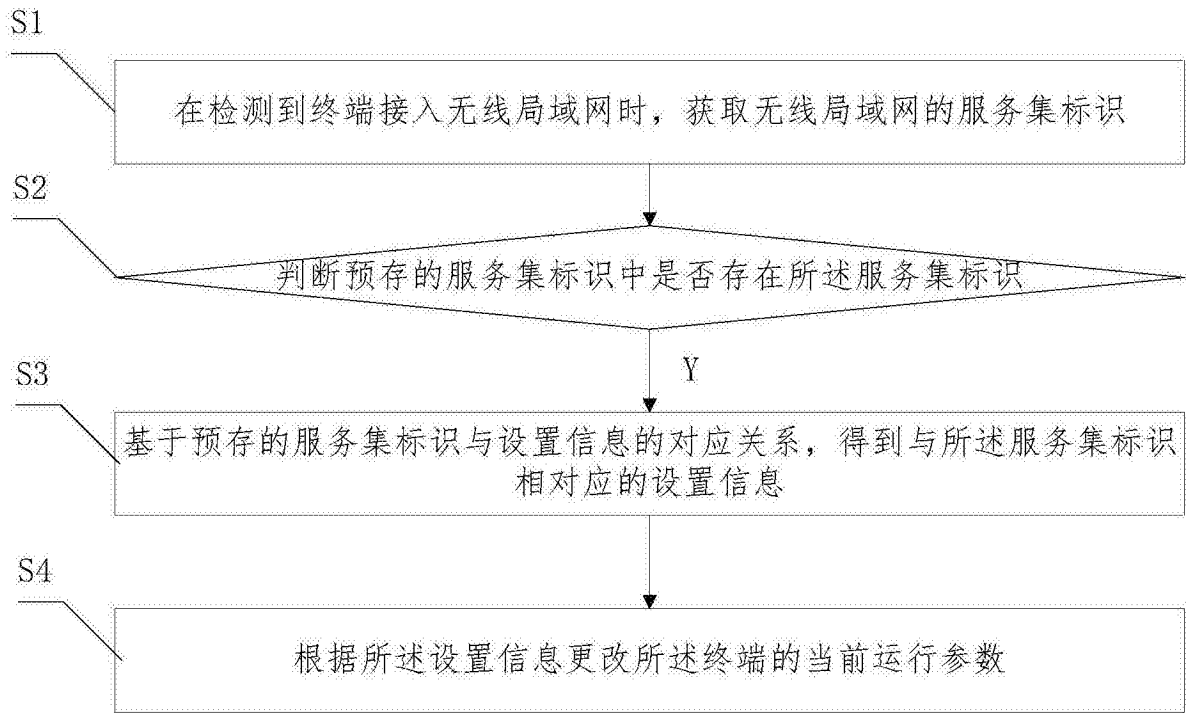 S1
在检测到终端接入无线局域网时，获取无线局域网的服务集标识
S2
判断预存的服务集标识中是否存在所述服务集标识
Y
S3
基于预存的服务集标识与设置信息的对应关系，得到与所述服务集标识
相对应的设置信息
S4
根据所述设置信息更改所述终端的当前运行参数